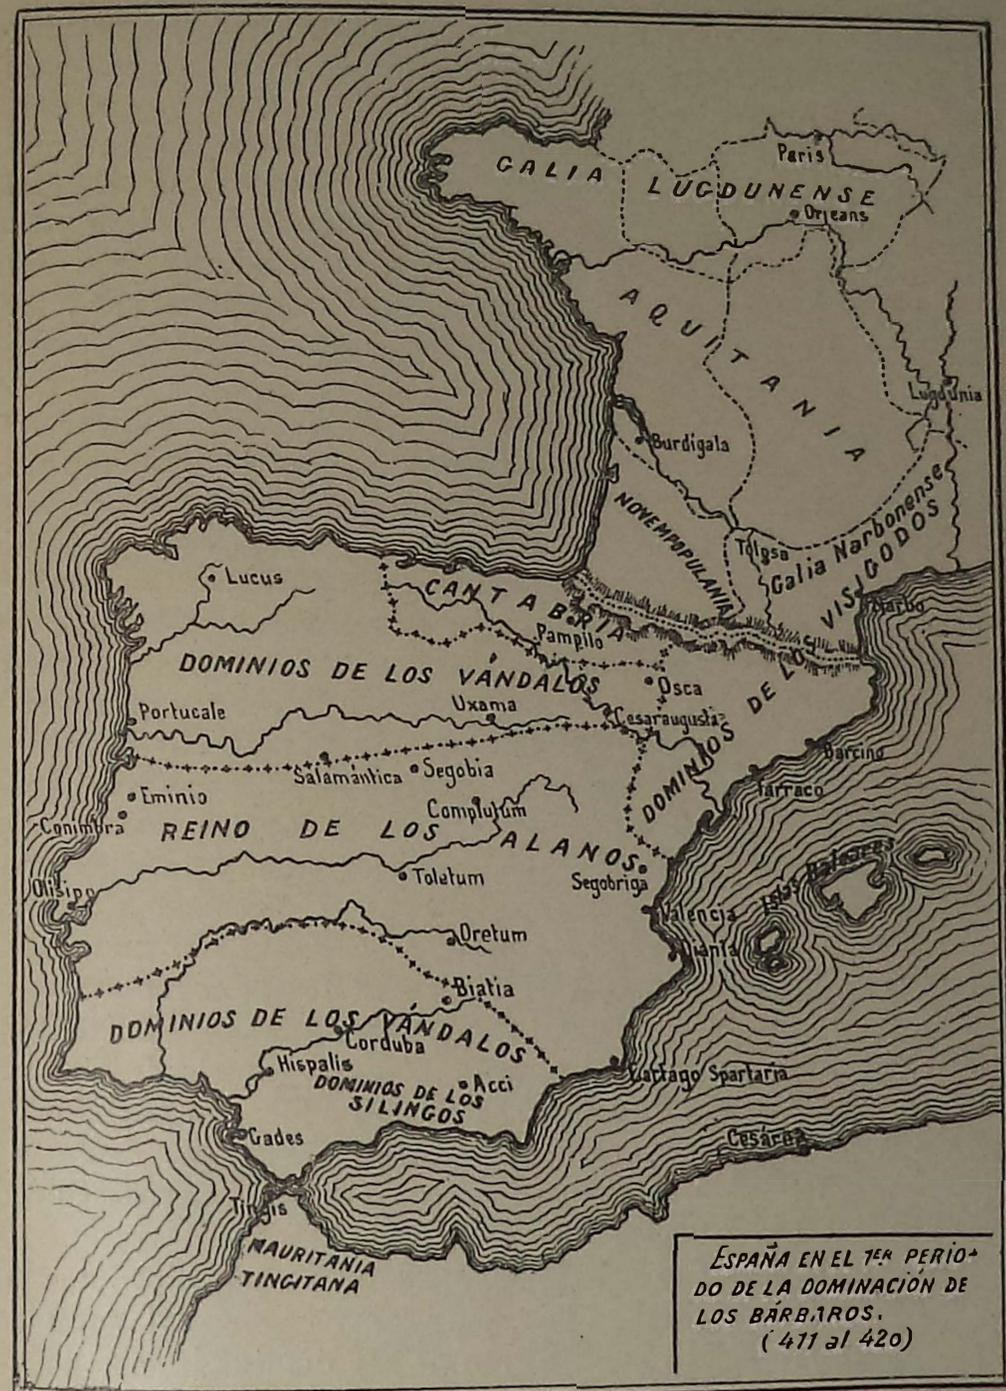 GALIA LUGDUNENSE
Paris
Orleans
AQUITANIA
Lugdunia
Burdigala
NOVEMPOPULANIA
Tolosa
Galia Narbonense
Narbo
DOMINIOS DE LOS VISIGODOS
Lucus
CANTABRIA
Pampilo
DOMINIOS DE LOS VÁNDALOS
Osca
Portucale
Uxama
Cesaraugusta
Barcino
Salamántica
Segobia
Tarraco
Eminio
Complutum
Conimbra
REINO DE LOS ALANOS
Islas Baleares
Toletum
Segobriga
Olisipo
Valencia
Oretum
Diania
Biatia
DOMINIOS DE LOS VÁNDALOS
Corduba
Hispalis
Cartago Spartaria
DOMINIOS DE LOS
SILINGOS
Acci
Gades
Cesárea
Tingis
MAURITANIA
TINGITANA
ESPAÑA EN EL 1ER PERIO-
DO DE LA DOMINACIÓN DE
LOS BÁRBAROS.
(411 al 420)